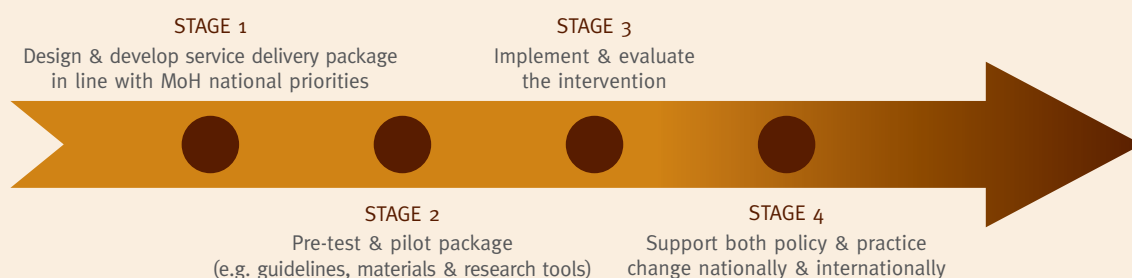 STAGE 1
Design & develop service delivery package
in line with MoH national priorities
STAGE 2
Pre-test & pilot package
(e.g. guidelines, materials & research tools)
STAGE 3
Implement & evaluate
the intervention
STAGE 4
Support both policy & practice
change nationally & internationally